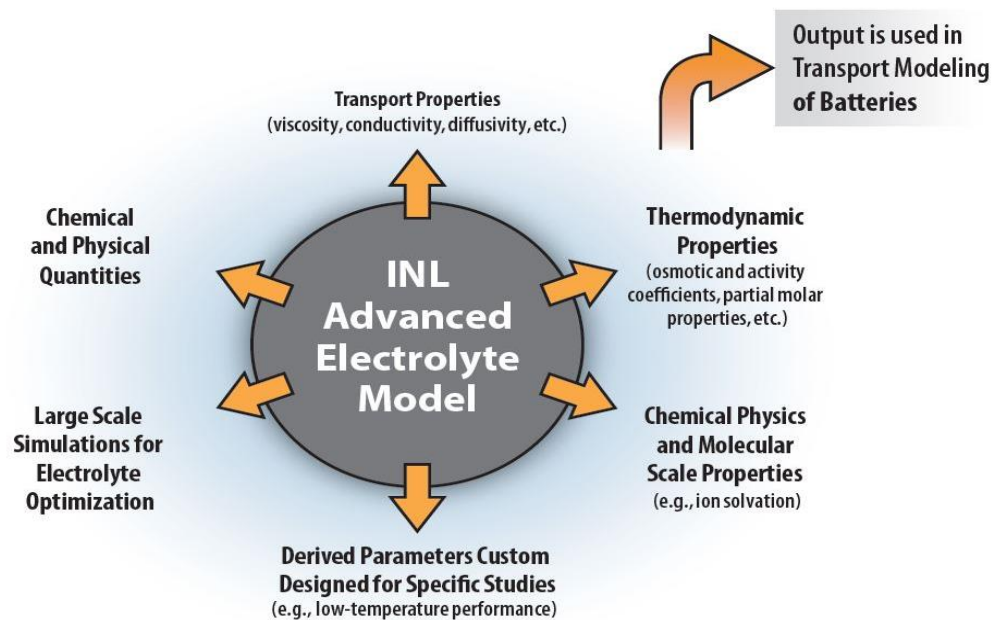 Output is used in
Transport Modeling
of Batteries
Transport Properties
(viscosity, conductivity, diffusivity, etc.)
Chemical
and Physical
Quantities
Thermodynamic
Properties
(osmotic and activity
coefficients, partial molar
properties, etc.)
INL
Advanced
Electrolyte
Model
Large Scale
Simulations for
Electrolyte
Optimization
Chemical Physics
and Molecular
Scale Properties
(e.g., ion solvation)
Derived Parameters Custom
Designed for Specific Studies
(e.g., low-temperature performance)